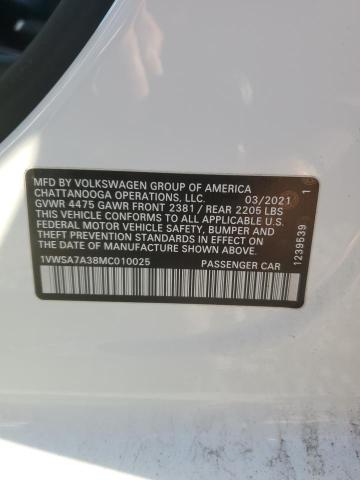 MFD BY VOLKSWAGEN GROUP OF AMERICA
CHATTANOOGA OPERATIONS, LLC. 03/2021
GVWR 4475 GAWR FRONT 2381 / REAR 2205 LBS
THIS VEHICLE CONFORMS TO ALL APPLICABLE U.S.
FEDERAL MOTOR VEHICLE SAFETY, BUMPER AND
THEFT PREVENTION STANDARDS IN EFFECT ON THE
DATE OF MANUFACTURE SHOWN ABOVE.
1VWSA7A38MC010025 PASSENGER CAR
1239539 1